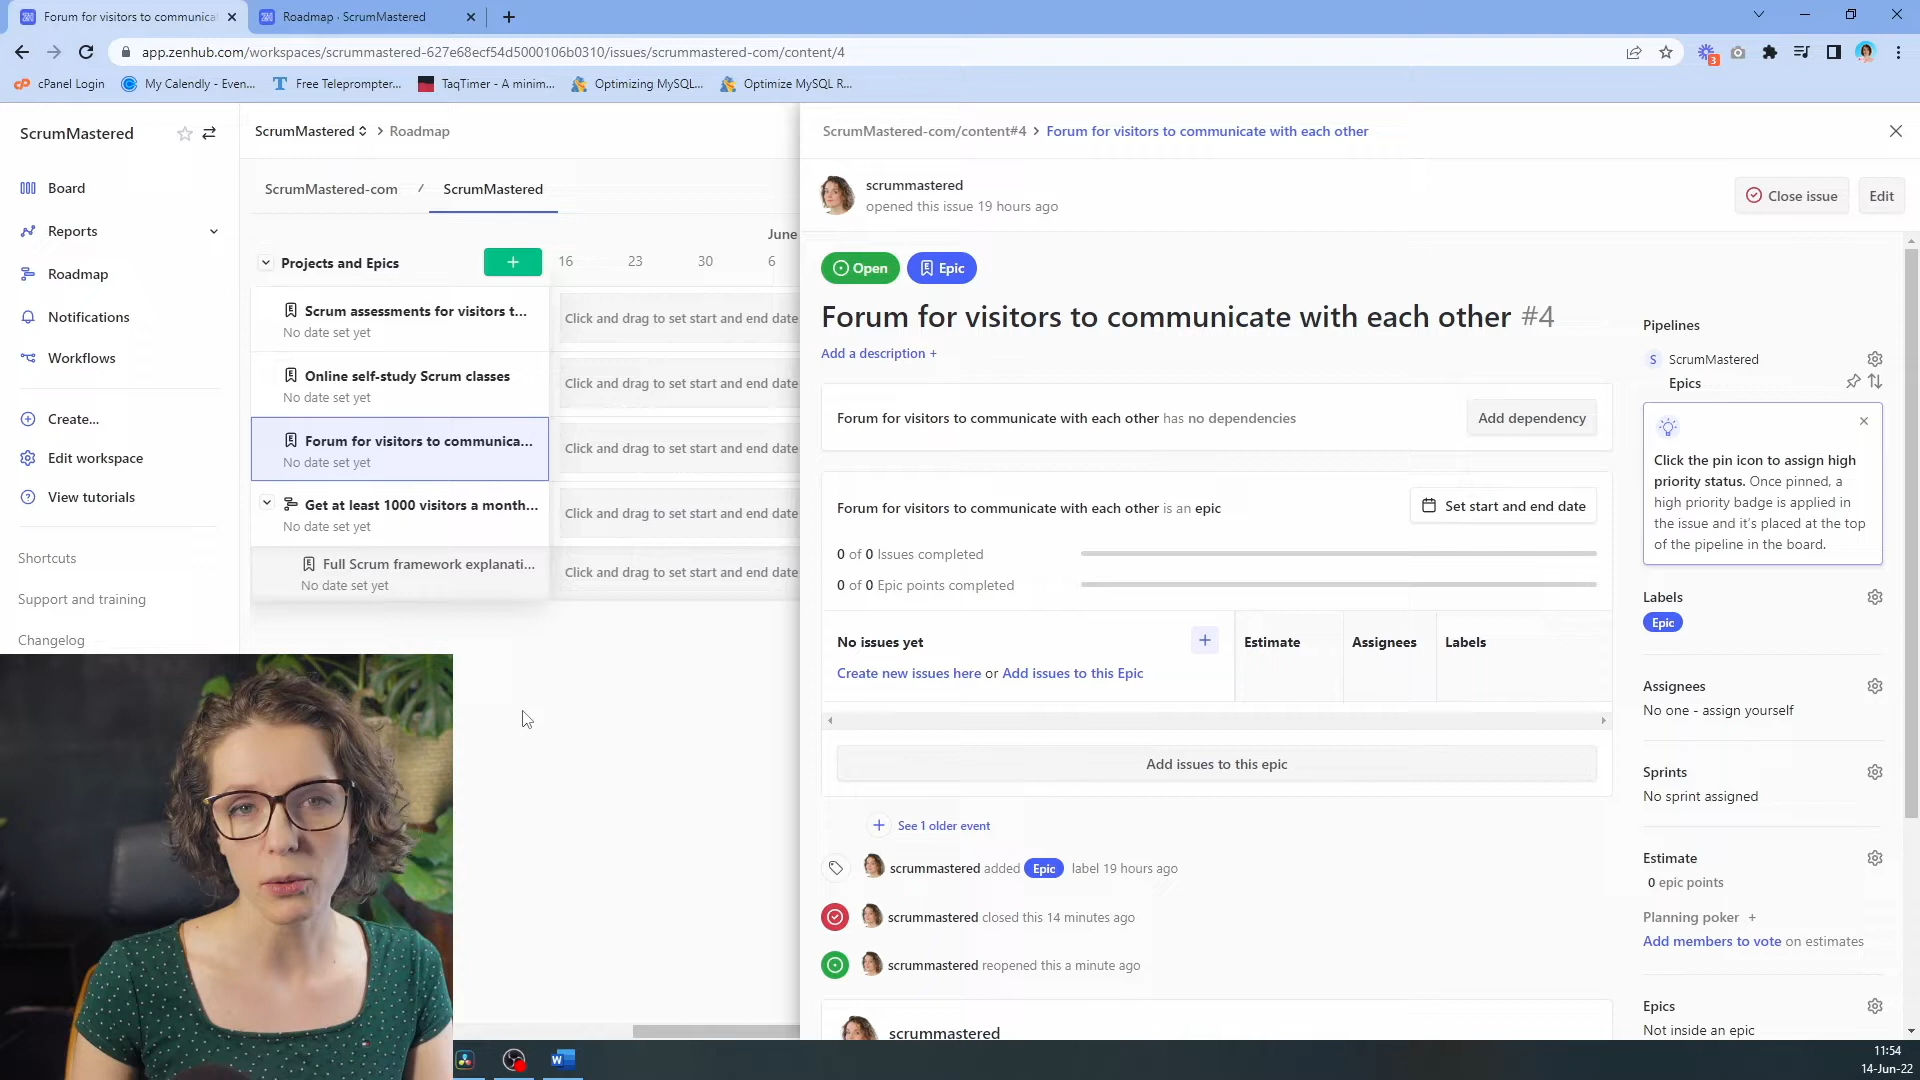 Forum for visitors to communicat
Roadmap · ScrumMastered
app.zenhub.com/workspaces/scrummastered-627e68ecf54d5000106b0310/issues/scrummastered-com/content/4
3
cPanel Login
My Calendly - Even...
Free Teleprompter...
TaqTimer - A minim...
Optimizing MySQL...
Optimize MySQL R...
ScrumMastered
Board
Reports
Roadmap
Notifications
Workflows
Create...
Edit workspace
View tutorials
Shortcuts
Support and training
Changelog
ScrumMastered > Roadmap
ScrumMastered-com / ScrumMastered
June
Projects and Epics + 16 23 30 6
Scrum assessments for visitors t...
No date set yet
Click and drag to set start and end date
Online self-study Scrum classes
No date set yet
Click and drag to set start and end date
Forum for visitors to communica...
No date set yet
Click and drag to set start and end date
Get at least 1000 visitors a month...
No date set yet
Click and drag to set start and end date
Full Scrum framework explanati...
No date set yet
Click and drag to set start and end date
ScrumMastered-com/content#4 > Forum for visitors to communicate with each other
scrummastered
opened this issue 19 hours ago
Close issue
Edit
Open
Epic
Forum for visitors to communicate with each other #4
Add a description +
Forum for visitors to communicate with each other has no dependencies
Add dependency
Forum for visitors to communicate with each other is an epic
Set start and end date
0 of 0 Issues completed
0 of 0 Epic points completed
No issues yet + Estimate Assignees Labels
Create new issues here or Add issues to this Epic
Add issues to this epic
+ See 1 older event
scrummastered added Epic label 19 hours ago
scrummastered closed this 14 minutes ago
scrummastered reopened this a minute ago
scrummastered
Pipelines
S ScrumMastered
Epics
Click the pin icon to assign high
priority status. Once pinned, a
high priority badge is applied in
the issue and it's placed at the top
of the pipeline in the board.
Labels
Epic
Assignees
No one - assign yourself
Sprints
No sprint assigned
Estimate
0 epic points
Planning poker +
Add members to vote on estimates
Epics
Not inside an epic
W
11:54
14-Jun-22